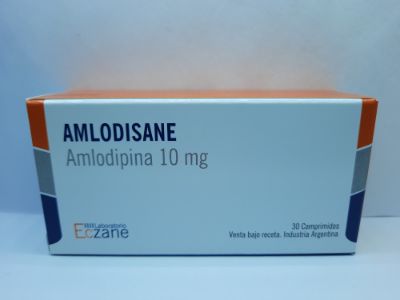 AMLODISANE
Amlodipina 10 mg
Laboratorio
Eczane
30 Comprimidos
Venta bajo receta. Industria Argentina